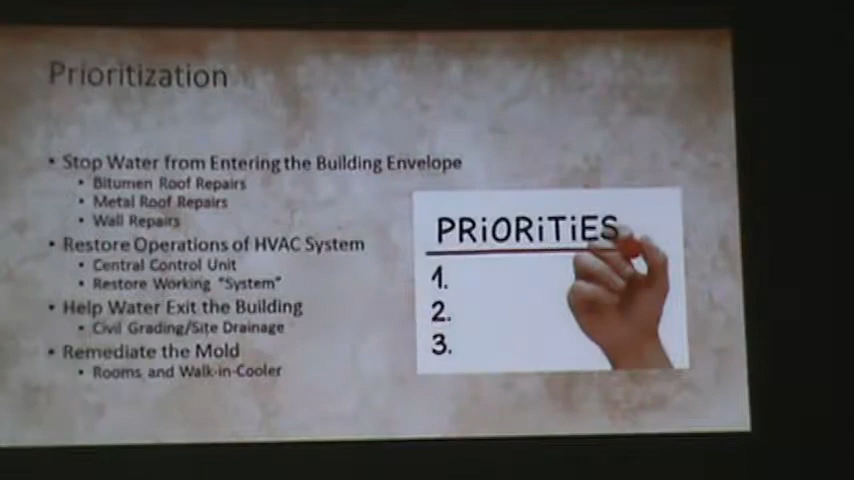 Prioritization
• Stop Water from Entering the Building Envelope
• Bitumen Roof Repairs
• Metal Roof Repairs
• Wall Repairs
• Restore Operations of HVAC System
• Central Control Unit
• Restore Working "System"
• Help Water Exit the Building
• Civil Grading/Site Drainage
• Remediate the Mold
• Rooms and Walk-in-Cooler
PRiORiTiES
1.
2.
3.